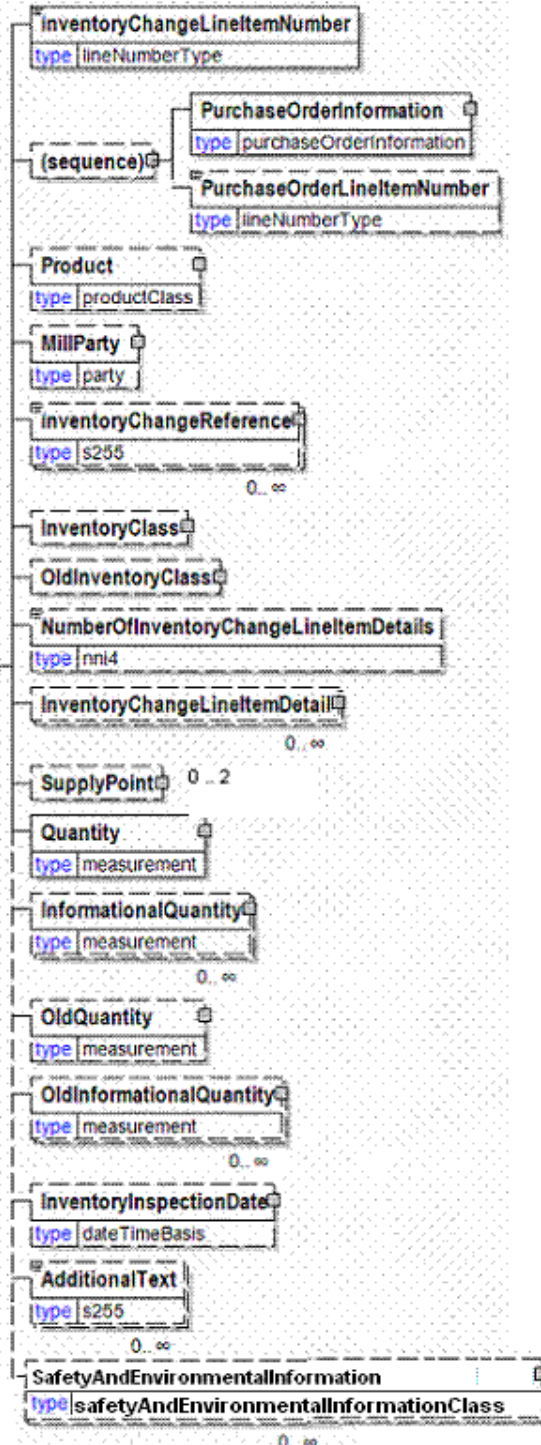 InventoryChangeLineItemNumber
type lineNumberType
PurchaseOrderInformation
type purchaseOrderInformation
(sequence)
PurchaseOrderLineItemNumber
type lineNumberType
Product
type productClass
MillParty
type party
InventoryChangeReference
type s255
0.. ∞
InventoryClass
OldInventoryClass
NumberOfInventoryChangeLineItemDetails
type nni4
InventoryChangeLineItemDetail
0.. ∞
SupplyPoint 0 .. 2
Quantity
type measurement
InformationalQuantity
type measurement
0.. ∞
OldQuantity
type measurement
OldInformationalQuantity
type measurement
0.. ∞
InventoryInspectionDate
type dateTimeBasis
AdditionalText
type s255
0.. ∞
SafetyAndEnvironmentalInformation
type safetyAndEnvironmentalInformationClass
0.. ∞